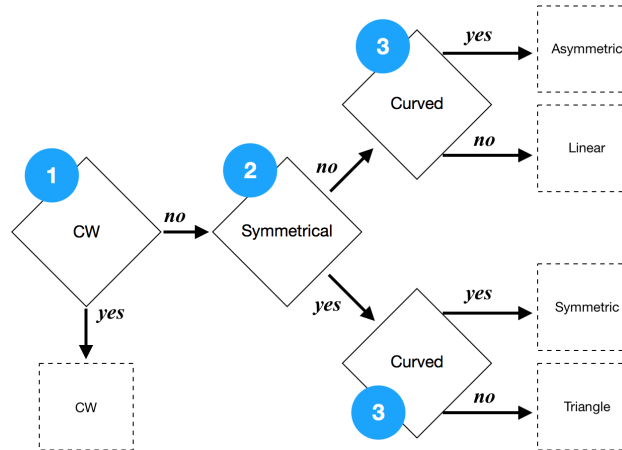 3
yes
Asymmetric
Curved
no
Linear
1
2
no
CW
no
Symmetrical
yes
yes
yes
Symmetric
Curved
CW
3
no
Triangle